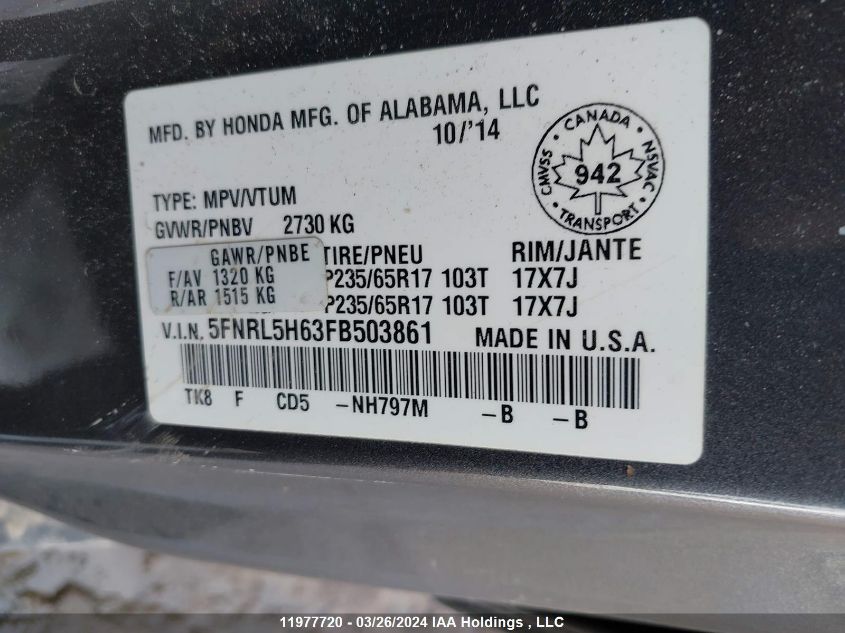 MFD. BY HONDA MFG. OF ALABAMA, LLC
10/'14
CANADA
CMVSS 942 NSVAC
TRANSPORT
TYPE: MPV/VTUM
GVWR/PNBV 2730 KG
GAWR/PNBE TIRE/PNEU RIM/JANTE
F/AV 1320 KG P235/65R17 103T 17X7J
R/AR 1515 KG P235/65R17 103T 17X7J
V.I.N. 5FNRL5H63FB503861 MADE IN U.S.A.
TK8 F CD5 -NH797M -B -B
11977720 - 03/26/2024 IAA Holdings , LLC